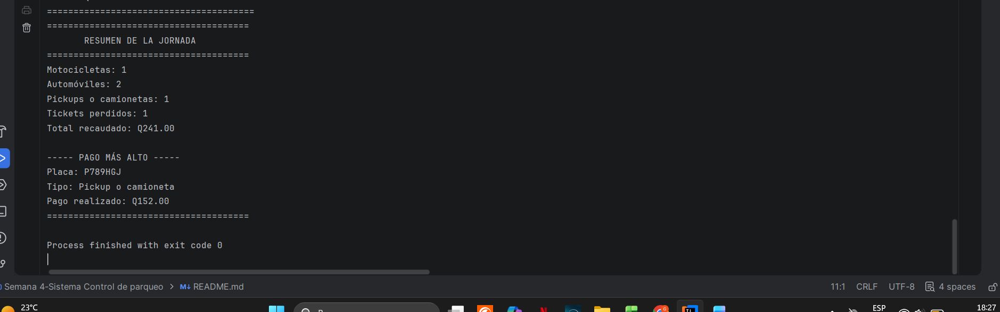 =======================================
======================================
RESUMEN DE LA JORNADA
======================================
Motocicletas: 1
Automóviles: 2
Pickups o camionetas: 1
Tickets perdidos: 1
Total recaudado: Q241.00
----- PAGO MÁS ALTO -----
Placa: P789HGJ
Tipo: Pickup o camioneta
Pago realizado: Q152.00
======================================
Process finished with exit code 0
Semana 4-Sistema Control de parqueo > M↓ README.md
11:1 CRLF UTF-8 4 spaces
23°C
ESP
18:27